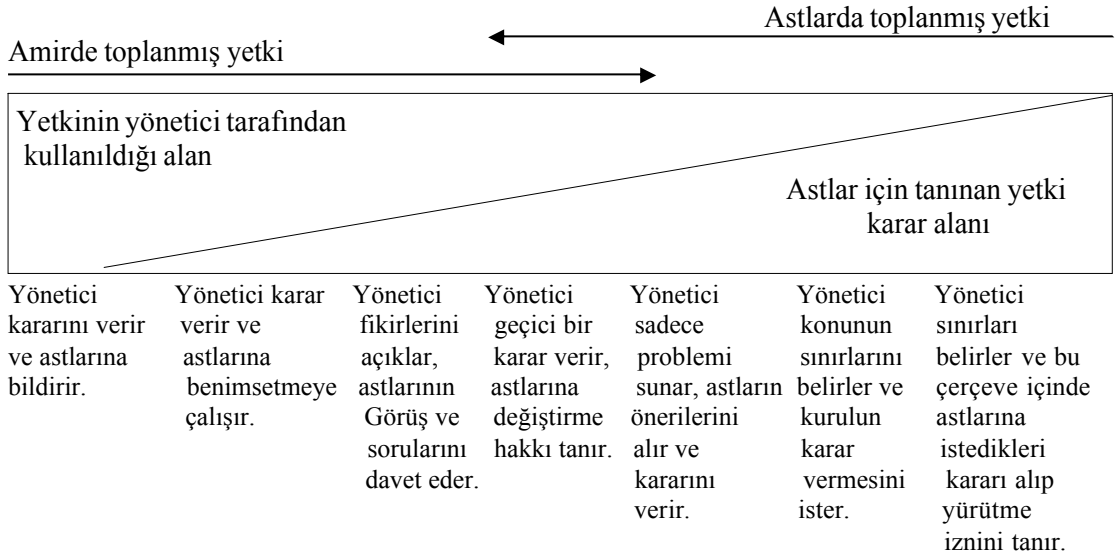 Astlarda toplanmış yetki
Amirde toplanmış yetki
Yetkinin yönetici tarafından
kullanıldığı alan
Astlar için tanınan yetki
karar alanı
Yönetici
kararını verir
ve astlarına
bildirir.
Yönetici karar
verir ve
astlarına
benimsetmeye
çalışır.
Yönetici
fikirlerini
açıklar,
astlarının
Görüş ve
sorularını
davet eder.
Yönetici
geçici bir
karar verir,
astlarına
değiştirme
hakkı tanır.
Yönetici
sadece
problemi
sunar, astların
önerilerini
alır ve
kararını
verir.
Yönetici
konunun
sınırlarını
belirler ve
kurulun
karar
vermesini
ister.
Yönetici
sınırları
belirler ve bu
çerçeve içinde
astlarına
istedikleri
kararı alıp
yürütme
iznini tanır.